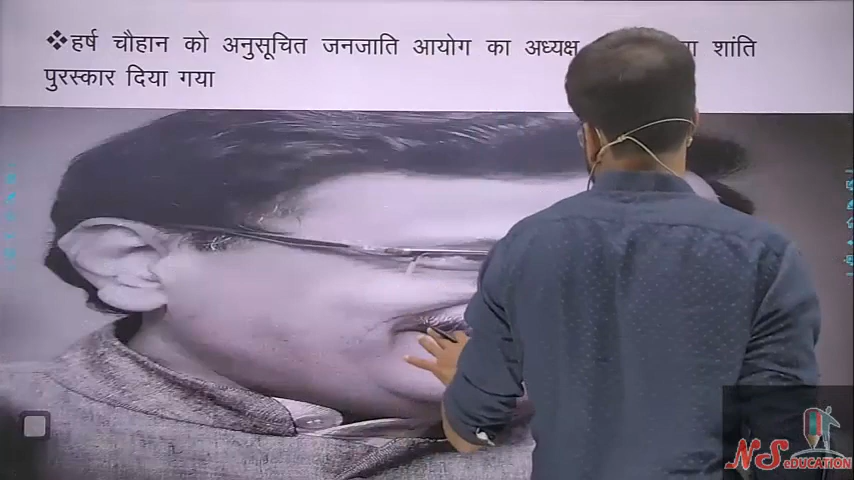 ❖हर्ष चौहान को अनुसूचित जनजाति आयोग का अध्यक्ष शांति
पुरस्कार दिया गया
NS eDUCATION